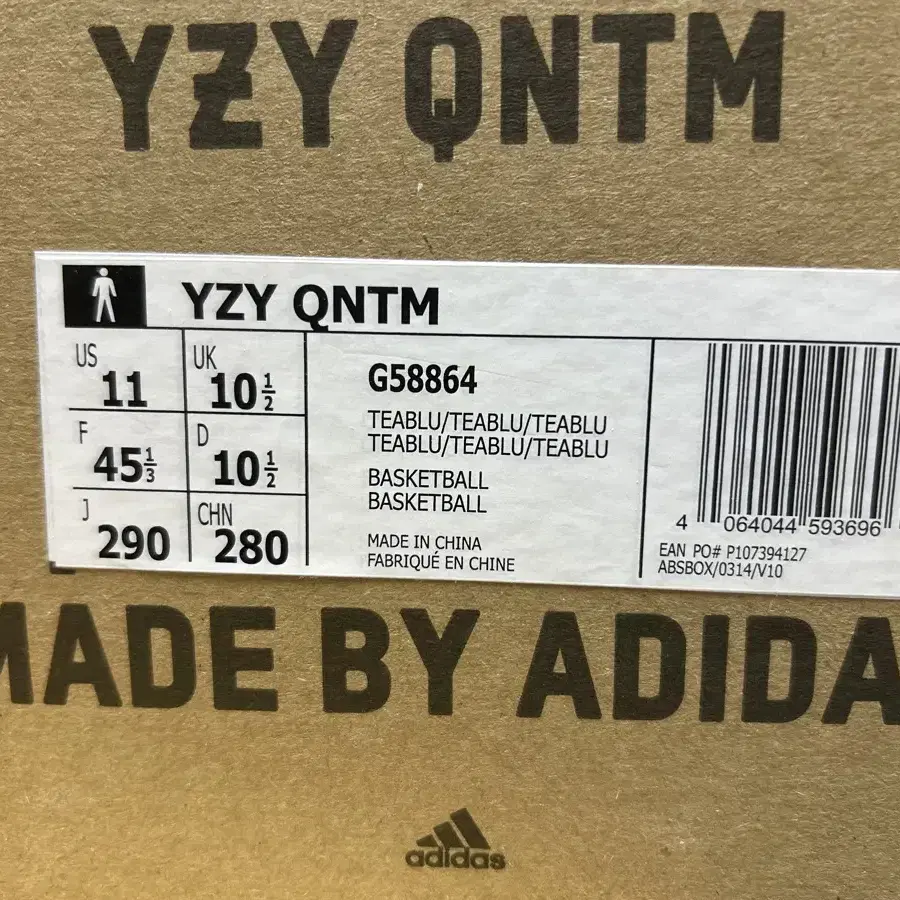 YZY QNTM
YZY QNTM
US 11
UK 10 1/2
F 45 1/3
D 10 1/2
J 290
CHN 280
G58864
TEABLU/TEABLU/TEABLU
TEABLU/TEABLU/TEABLU
BASKETBALL
BASKETBALL
MADE IN CHINA
FABRIQUÉ EN CHINE
4 064044 593696
EAN PO# P107394127
ABSBOX/0314/V10
MADE BY ADIDA
adidas